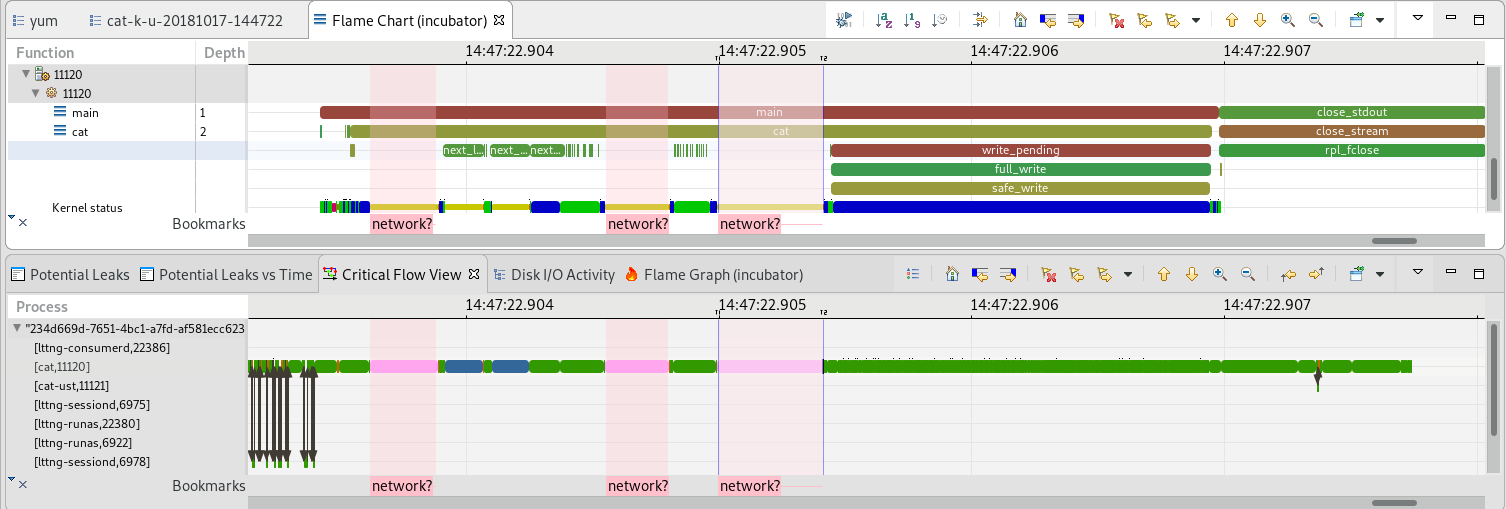 yum cat-k-u-20181017-144722 Flame Chart (incubator)
Function Depth 14:47:22.904 14:47:22.905 14:47:22.906 14:47:22.907
11120
11120
main 1 main close_stdout
cat 2 cat close_stream
next_l... next_... next... write_pending rpl_fclose
full_write
safe_write
Kernel status
Bookmarks network? network? network?
Potential Leaks Potential Leaks vs Time Critical Flow View Disk I/O Activity Flame Graph (incubator)
Process 14:47:22.904 14:47:22.905 14:47:22.906 14:47:22.907
"234d669d-7651-4bc1-a7fd-af581ecc623
[lttng-consumerd,22386]
[cat,11120]
[cat-ust,11121]
[lttng-sessiond,6975]
[lttng-runas,22380]
[lttng-runas,6922]
[lttng-sessiond,6978]
Bookmarks network? network? network?